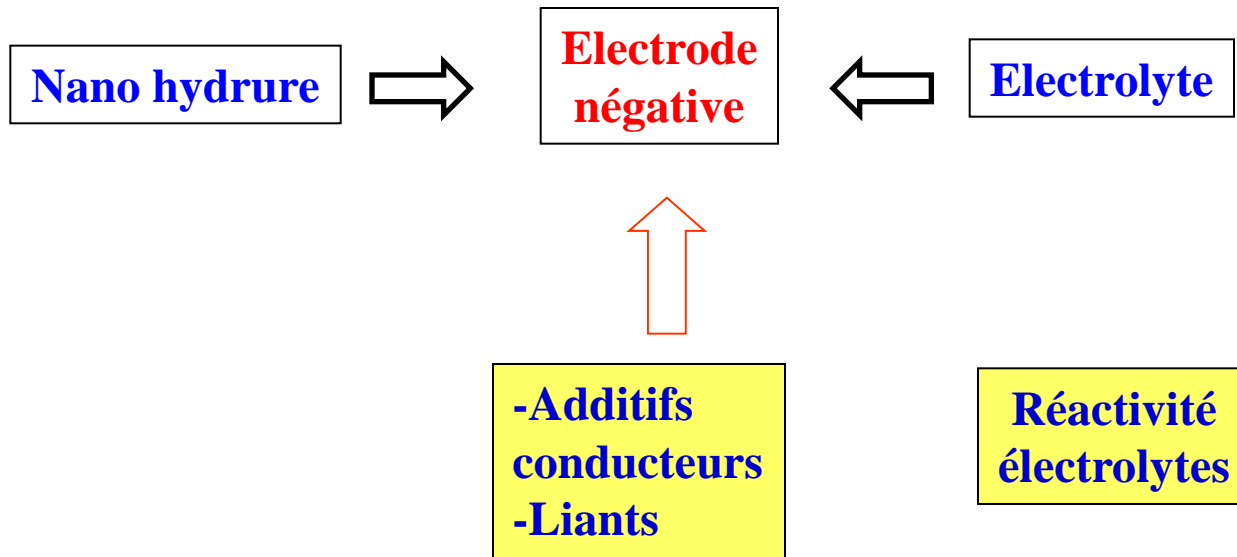 Nano hydrure
Electrode
négative
Electrolyte
-Additifs
conducteurs
-Liants
Réactivité
électrolytes